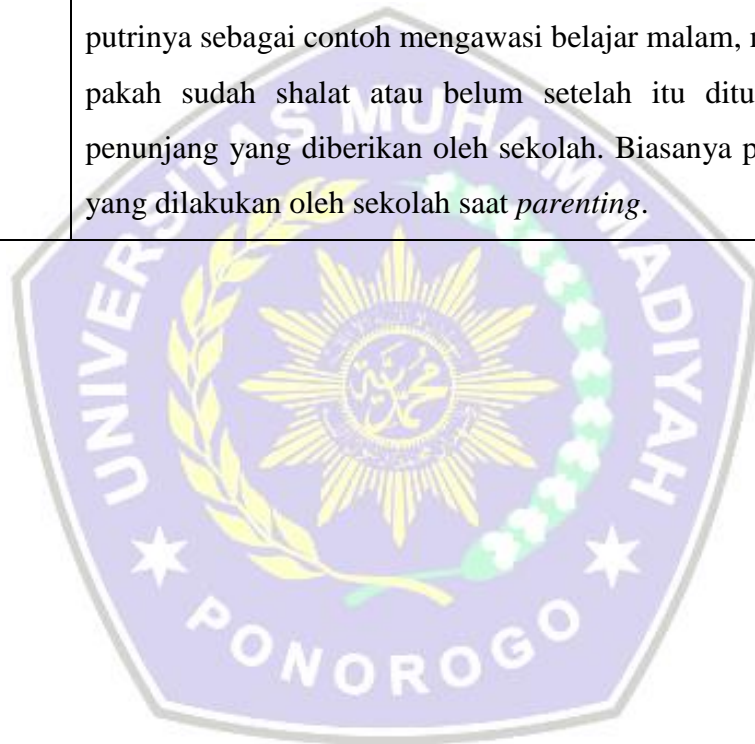 putrinya sebagai contoh mengawasi belajar malam,
pakah sudah shalat atau belum setelah itu ditu
penunjang yang diberikan oleh sekolah. Biasanya p
yang dilakukan oleh sekolah saat parenting.
UNIVERSITAS MUHAMMADIYAH
PONOROGO